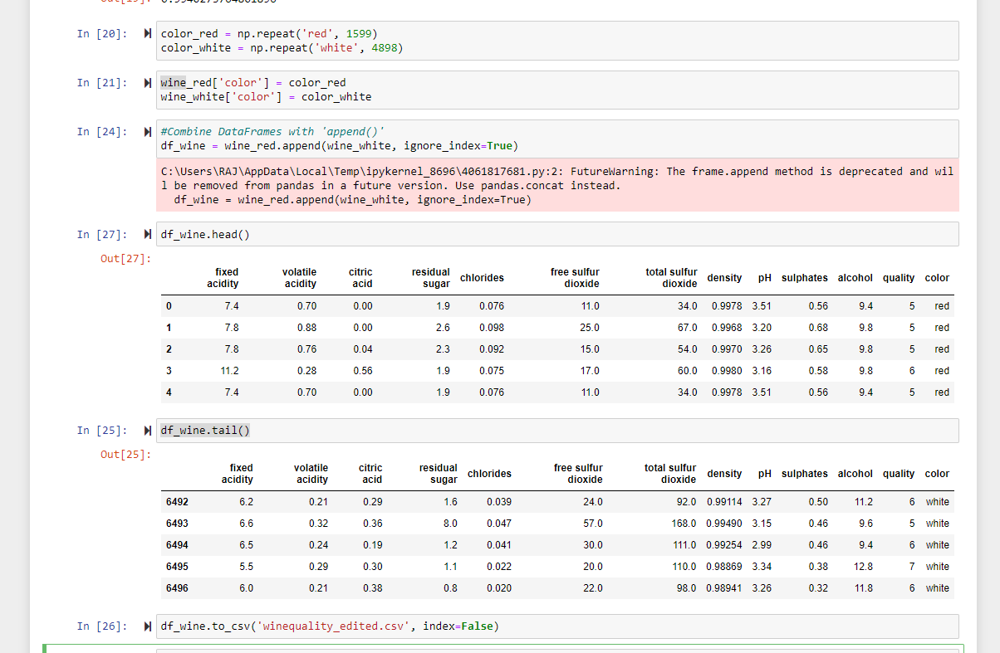 In [20]: color_red = np.repeat('red', 1599)
color_white = np.repeat('white', 4898)
In [21]: wine_red['color'] = color_red
wine_white['color'] = color_white
In [24]: #Combine DataFrames with 'append()'
df_wine = wine_red.append(wine_white, ignore_index=True)
C:\Users\RAJ\AppData\Local\Temp\ipykernel_8696\4061817681.py:2: FutureWarning: The frame.append method is deprecated and wil
l be removed from pandas in a future version. Use pandas.concat instead.
df_wine = wine_red.append(wine_white, ignore_index=True)
In [27]: df_wine.head()
Out[27]:
fixed volatile citric residual free sulfur total sulfur
acidity acidity acid sugar chlorides dioxide dioxide density pH sulphates alcohol quality color
0 7.4 0.70 0.00 1.9 0.076 11.0 34.0 0.9978 3.51 0.56 9.4 5 red
1 7.8 0.88 0.00 2.6 0.098 25.0 67.0 0.9968 3.20 0.68 9.8 5 red
2 7.8 0.76 0.04 2.3 0.092 15.0 54.0 0.9970 3.26 0.65 9.8 5 red
3 11.2 0.28 0.56 1.9 0.075 17.0 60.0 0.9980 3.16 0.58 9.8 6 red
4 7.4 0.70 0.00 1.9 0.076 11.0 34.0 0.9978 3.51 0.56 9.4 5 red
In [25]: df_wine.tail()
Out[25]:
fixed volatile citric residual free sulfur total sulfur
acidity acidity acid sugar chlorides dioxide dioxide density pH sulphates alcohol quality color
6492 6.2 0.21 0.29 1.6 0.039 24.0 92.0 0.99114 3.27 0.50 11.2 6 white
6493 6.6 0.32 0.36 8.0 0.047 57.0 168.0 0.99490 3.15 0.46 9.6 5 white
6494 6.5 0.24 0.19 1.2 0.041 30.0 111.0 0.99254 2.99 0.46 9.4 6 white
6495 5.5 0.29 0.30 1.1 0.022 20.0 110.0 0.98869 3.34 0.38 12.8 7 white
6496 6.0 0.21 0.38 0.8 0.020 22.0 98.0 0.98941 3.26 0.32 11.8 6 white
In [26]: df_wine.to_csv('winequality_edited.csv', index=False)